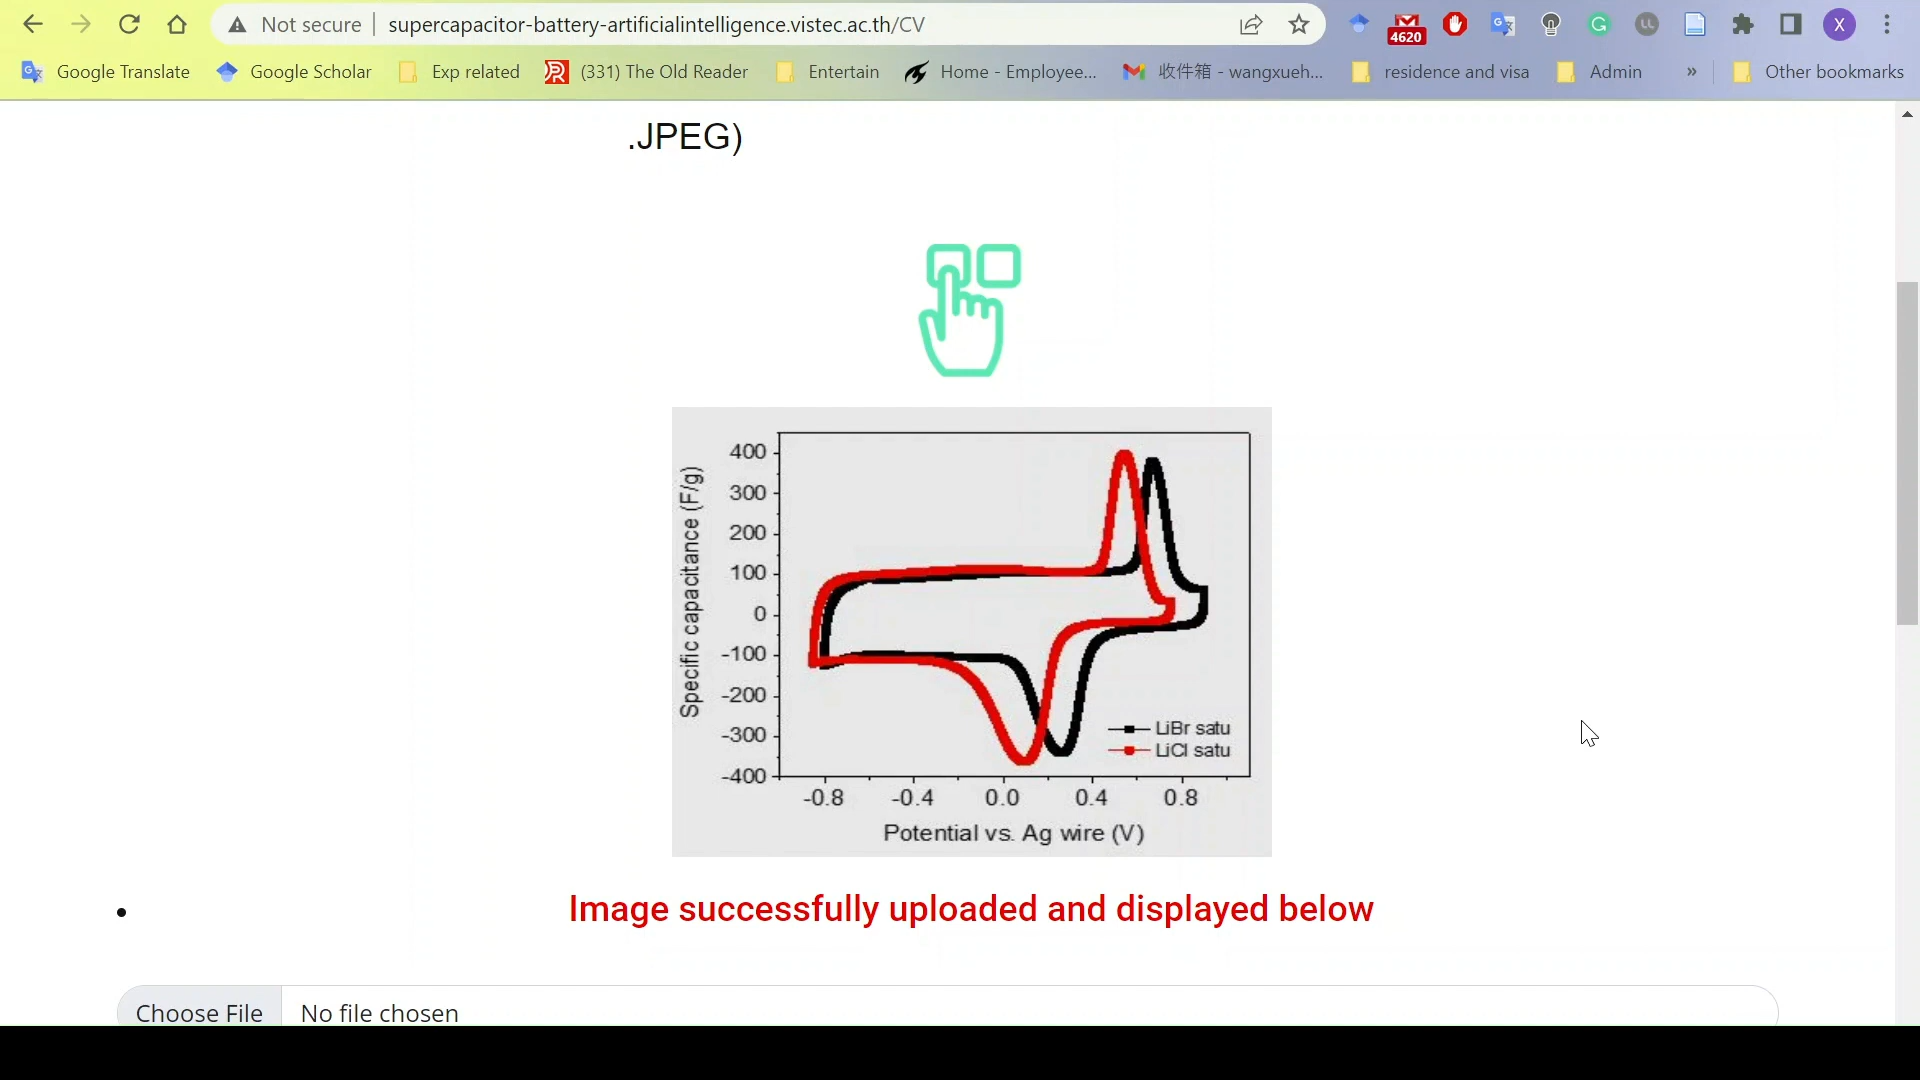 Not secure | supercapacitor-battery-artificialintelligence.vistec.ac.th/CV
4620
X
Google Translate Google Scholar Exp related (331) The Old Reader Entertain Home - Employee... 收件箱 - wangxueh... residence and visa Admin » Other bookmarks
.JPEG)
400
300
200
100
0
-100
-200
-300
-400
Specific capacitance (F/g)
LiBr satu
LiCl satu
-0.8 -0.4 0.0 0.4 0.8
Potential vs. Ag wire (V)
Image successfully uploaded and displayed below
Choose File No file chosen